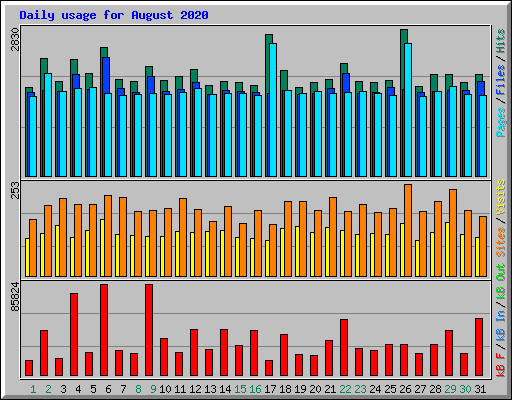 Daily usage for August 2020
2830
Pages / Files / Hits
253
Sites / Visits
85824
kB F / kB In / kB Out
1 2 3 4 5 6 7 8 9 10 11 12 13 14 15 16 17 18 19 20 21 22 23 24 25 26 27 28 29 30 31